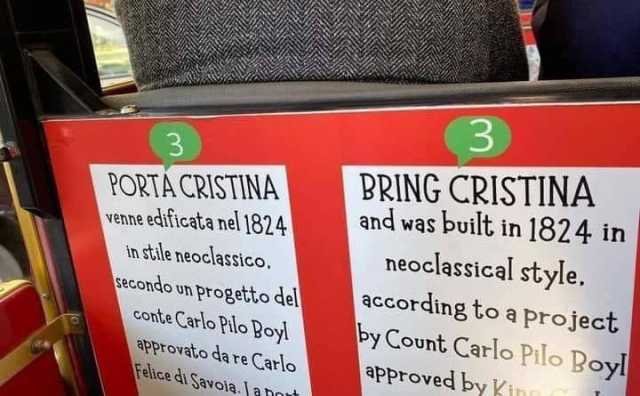 3
PORTA CRISTINA
venne edificata nel 1824
in stile neoclassico,
secondo un progetto del
conte Carlo Pilo Boyl
approvato da re Carlo
Felice di Savoia. La
3
BRING CRISTINA
and was built in 1824 in
neoclassical style,
according to a project
by Count Carlo Pilo Boyl
approved by King